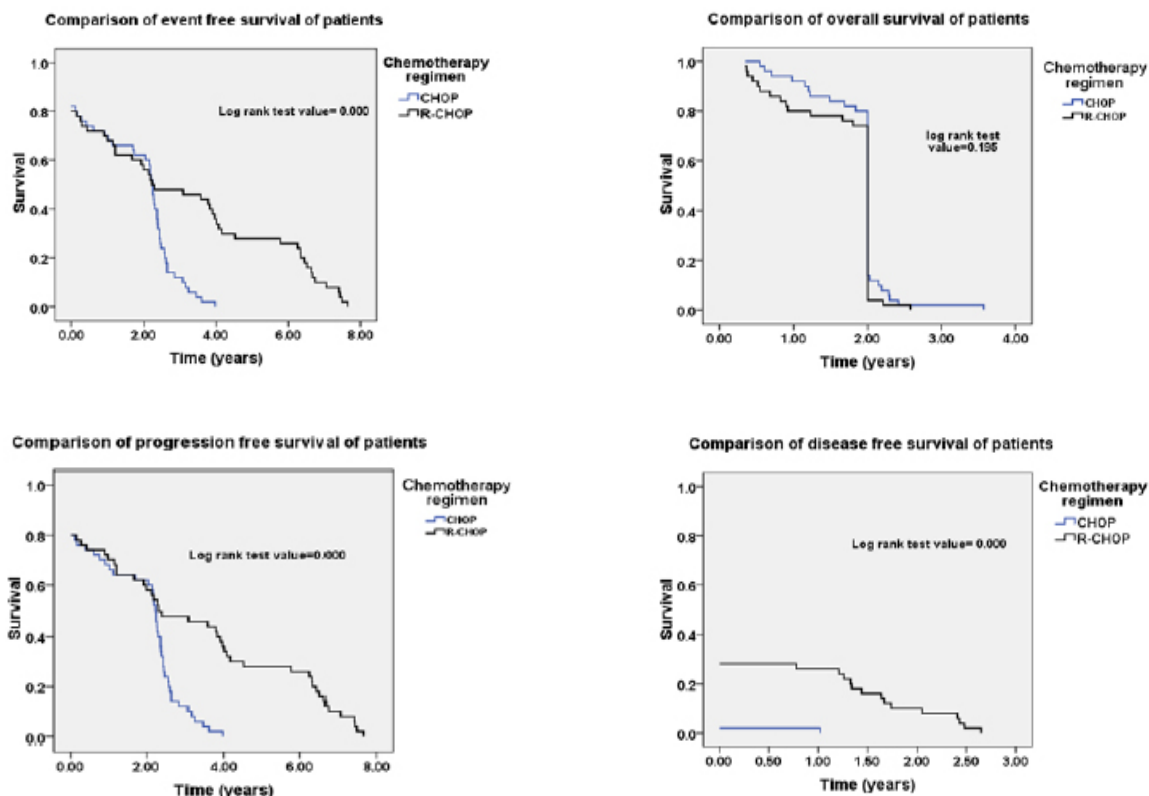 Comparison of event free survival of patients
Chemotherapy
regimen
CHOP
R-CHOP
Log rank test value= 0.000
Survival
1.0
0.8
0.6
0.4
0.2
0.0
0.00 2.00 4.00 6.00 8.00
Time (years)
Comparison of overall survival of patients
Chemotherapy
regimen
CHOP
R-CHOP
log rank test
value=0.195
Survival
1.0
0.8
0.6
0.4
0.2
0.0
0.00 1.00 2.00 3.00 4.00
Time (years)
Comparison of progression free survival of patients
Chemotherapy
regimen
CHOP
R-CHOP
Log rank test value=0.000
Survival
1.0
0.8
0.6
0.4
0.2
0.00 2.00 4.00 6.00 8.00
Time (years)
Comparison of disease free survival of patients
Chemotherapy
regimen
CHOP
R-CHOP
Log rank test value= 0.000
Survival
1.0
0.8
0.6
0.4
0.2
0.0
0.00 0.50 1.00 1.50 2.00 2.50 3.00
Time (years)